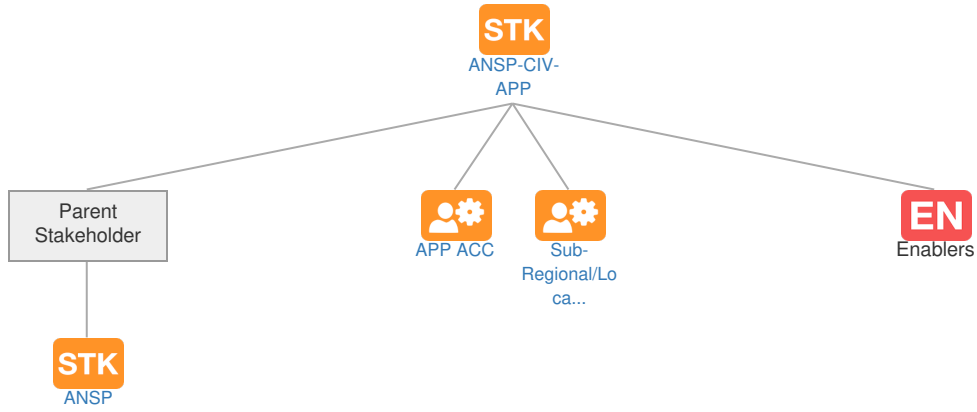 STK
ANSP-CIV-
APP
Parent
Stakeholder
APP ACC
Sub-
Regional/Lo
ca...
EN
Enablers
STK
ANSP